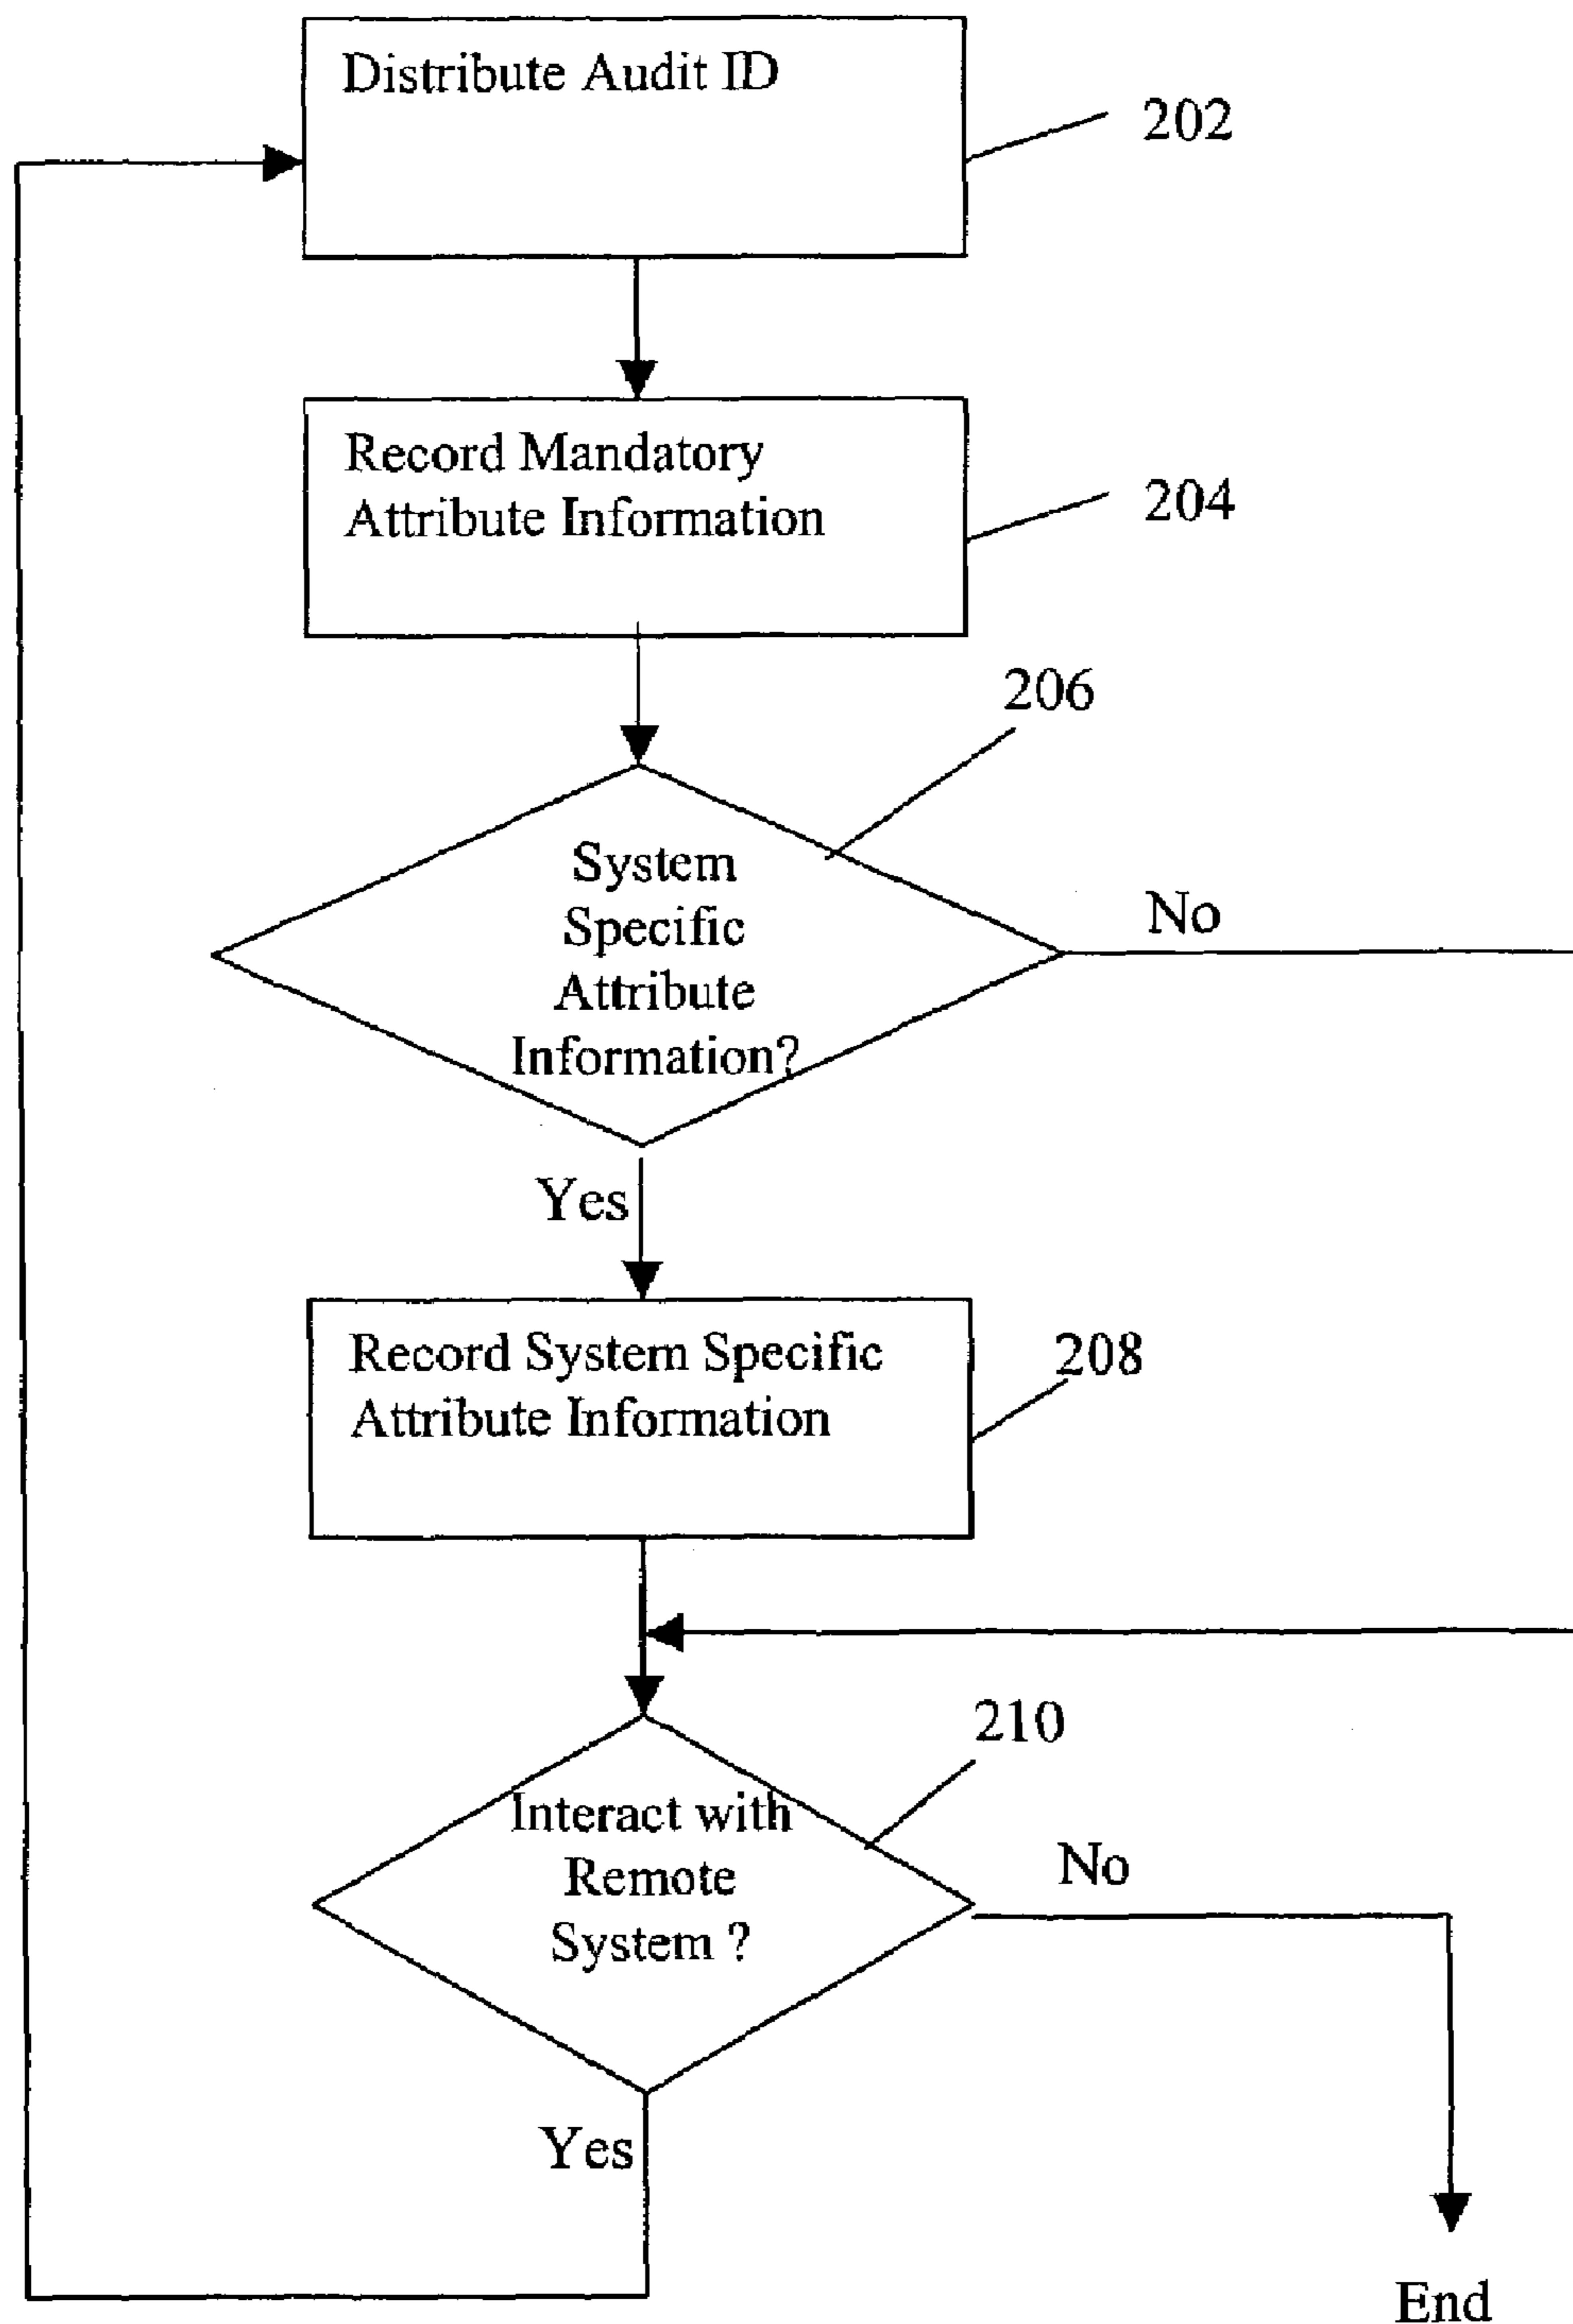 Distribute Audit ID
202
Record Mandatory
Attribute Information
204
206
System
Specific
Attribute
Information?
No
Yes
Record System Specific
Attribute Information
208
210
Interact with
Remote
System ?
No
Yes
End